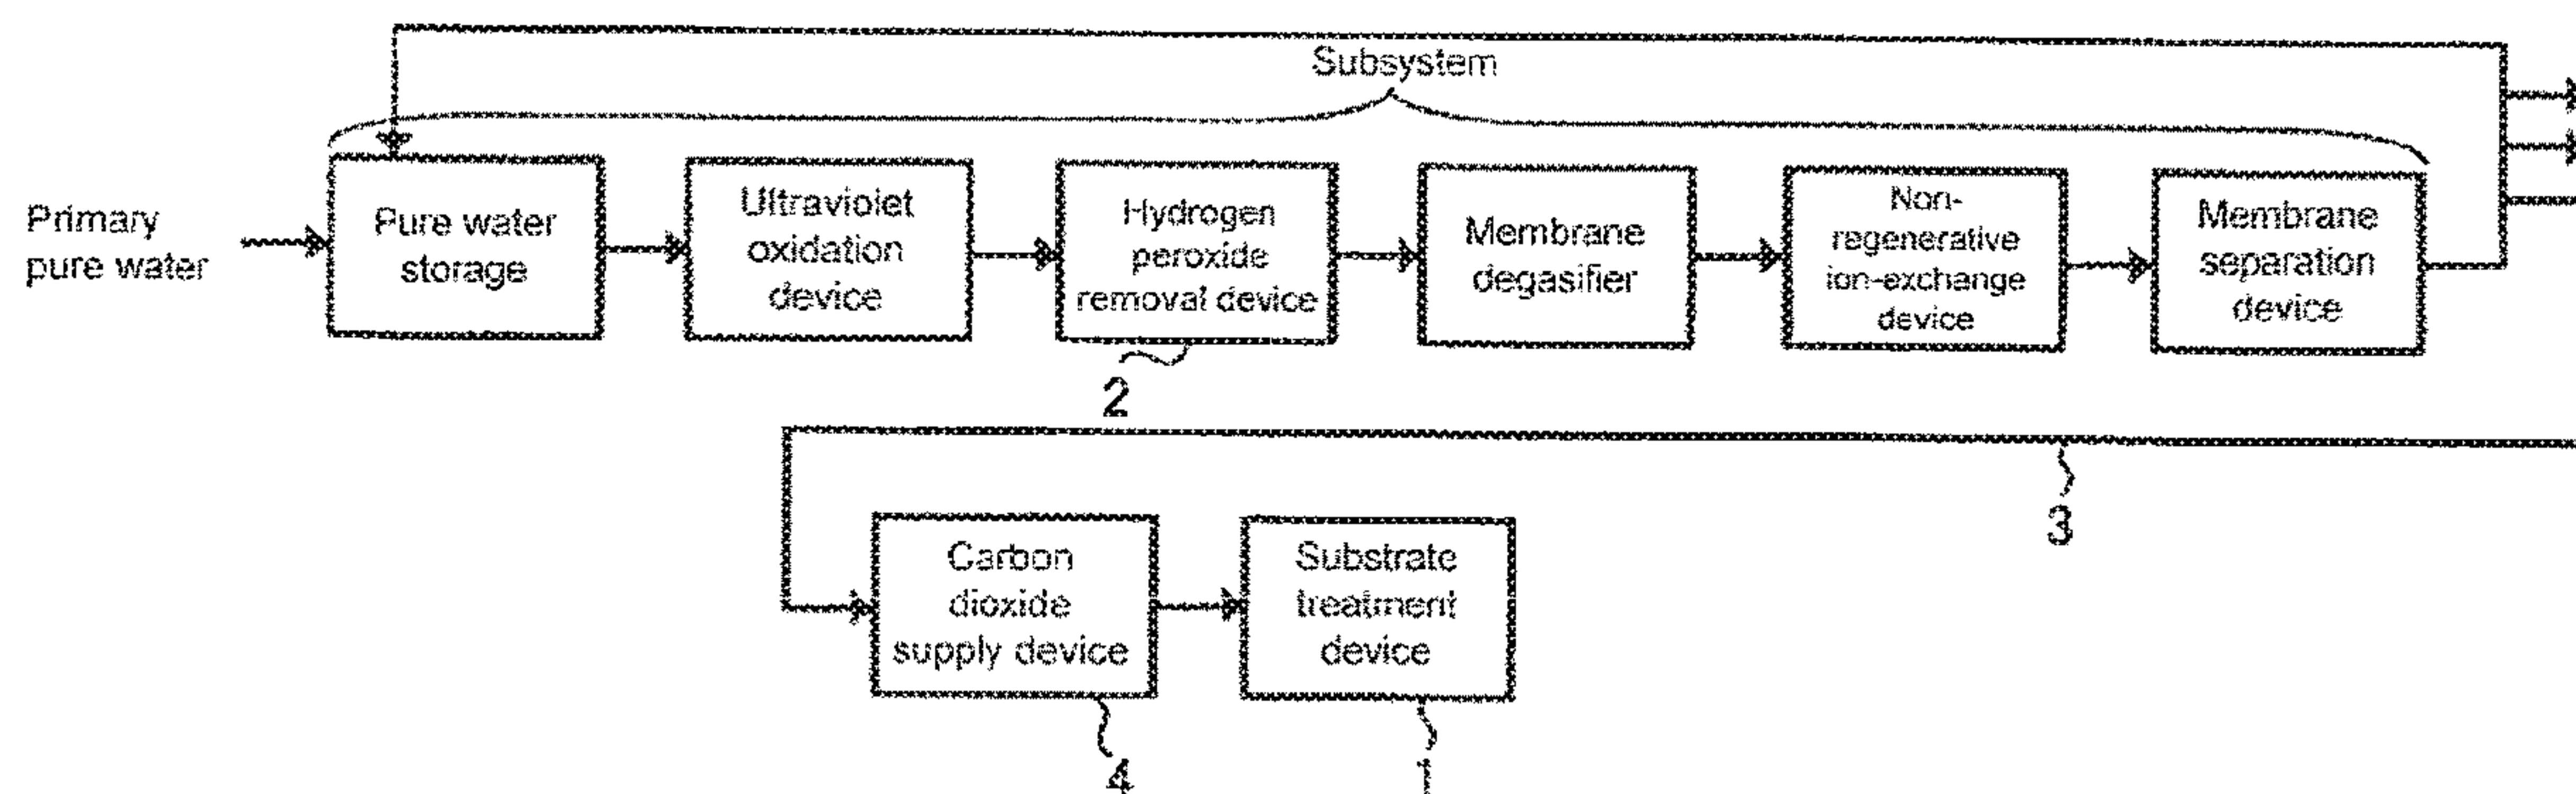 Subsystem
Primary
pure water
Pure water
storage
Ultraviolet
oxidation
device
Hydrogen
peroxide
removal device
Membrane
degasifier
Non-
regenerative
ion-exchange
device
Membrane
separation
device
2
3
Carbon
dioxide
supply device
Substrate
treatment
device
4
1